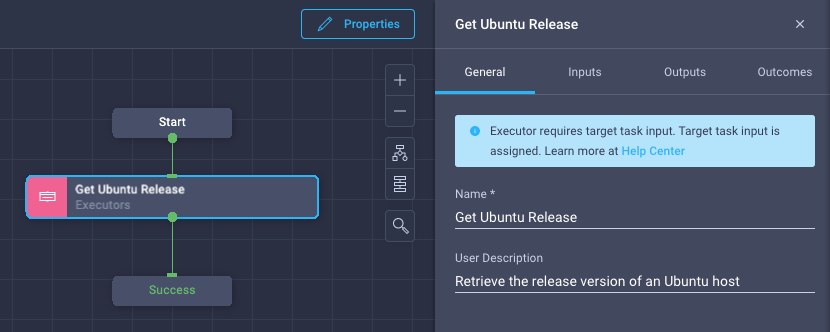 Properties
Start
Get Ubuntu Release
Executors
Success
Get Ubuntu Release
General
Inputs
Outputs
Outcomes
Executor requires target task input. Target task input is
assigned. Learn more at Help Center
Name *
Get Ubuntu Release
User Description
Retrieve the release version of an Ubuntu host